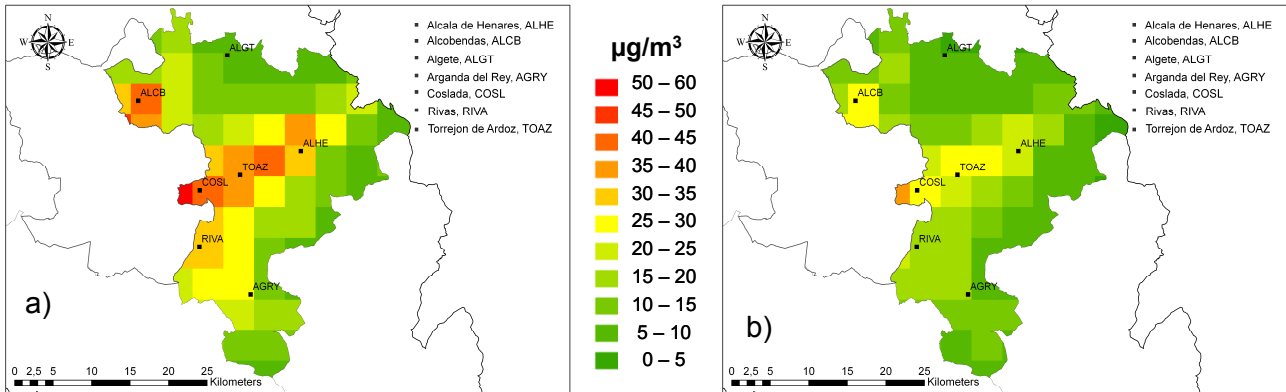 N
W E
S
ALGT
ALCB
ALHE
TOAZ
COSL
RIVA
AGRY
Alcala de Henares, ALHE
Alcobendas, ALCB
Algete, ALGT
Arganda del Rey, AGRY
Coslada, COSL
Rivas, RIVA
Torrejon de Ardoz, TOAZ
a)
0 2,5 5 10 15 20 25
Kilometers
µg/m³
50 – 60
45 – 50
40 – 45
35 – 40
30 – 35
25 – 30
20 – 25
15 – 20
10 – 15
5 – 10
0 – 5
N
W E
S
ALGT
ALCB
ALHE
TOAZ
COSL
RIVA
AGRY
Alcala de Henares, ALHE
Alcobendas, ALCB
Algete, ALGT
Arganda del Rey, AGRY
Coslada, COSL
Rivas, RIVA
Torrejon de Ardoz, TOAZ
b)
0 2,5 5 10 15 20 25
Kilometers